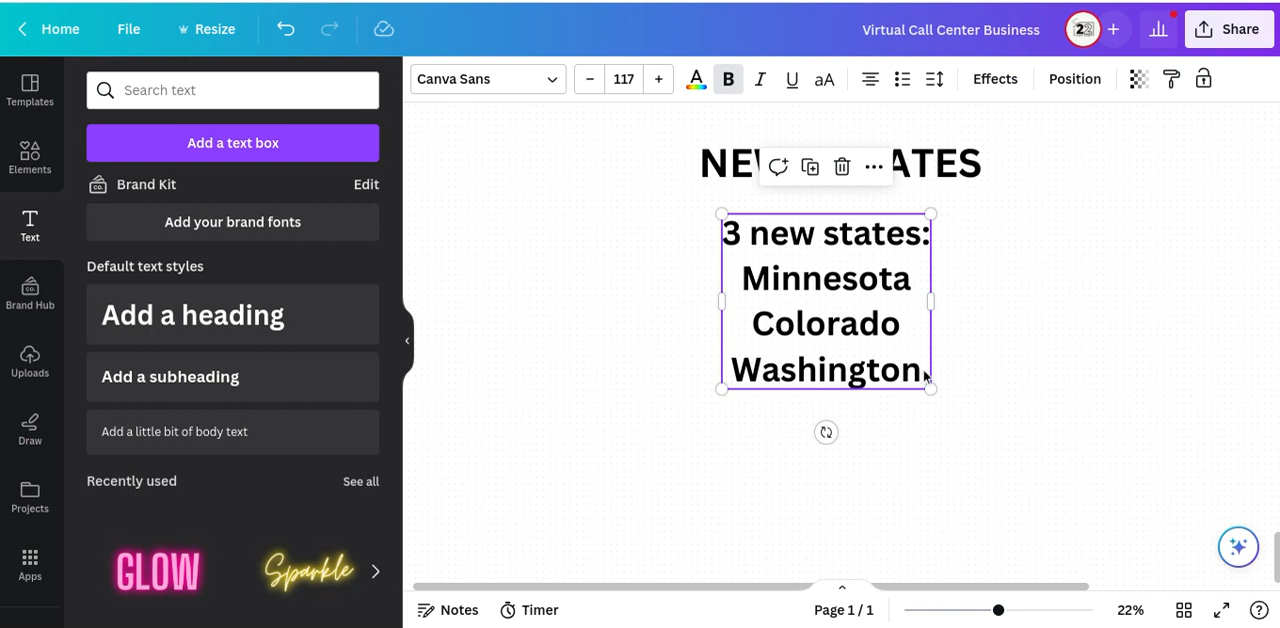 Home File Resize Virtual Call Center Business + Share
Templates
Elements
Text
Brand Hub
Uploads
Draw
Projects
Apps
Search text
Add a text box
Brand Kit Edit
Add your brand fonts
Default text styles
Add a heading
Add a subheading
Add a little bit of body text
Recently used See all
GLOW Sparkle
Canva Sans - 117 + A B I U aA Effects Position
3 new states:
Minnesota
Colorado
Washington
Notes Timer Page 1 / 1 22%